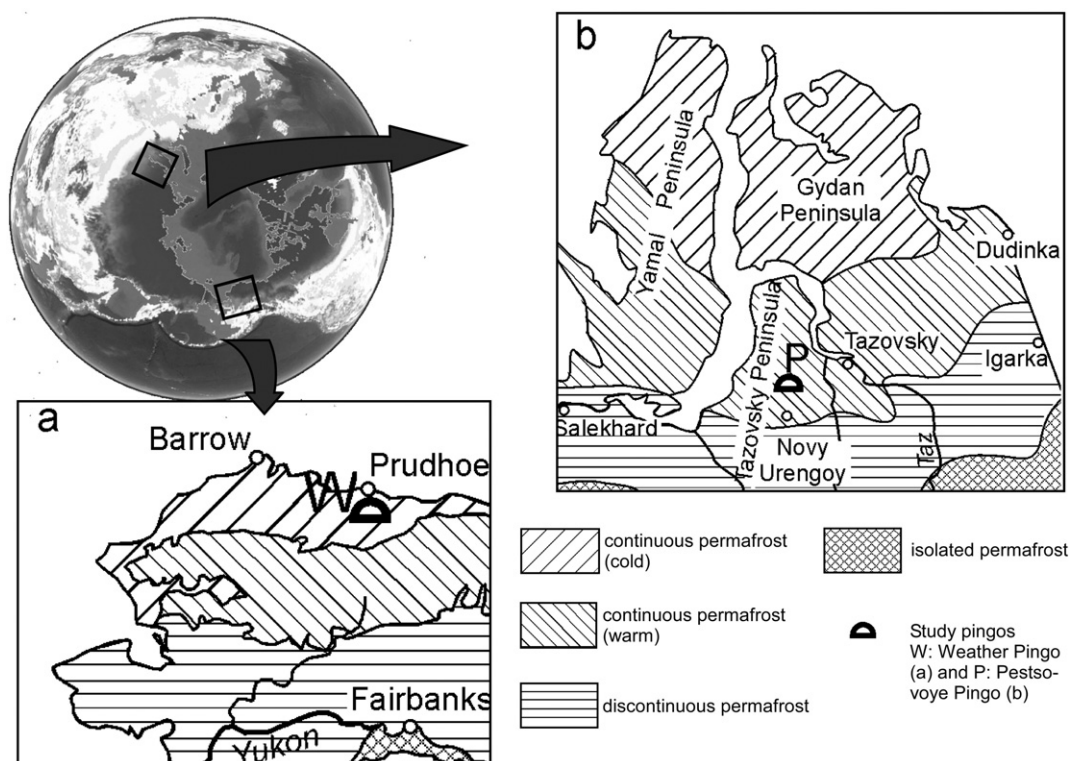 b
Yamal Peninsula
Gydan
Peninsula
Dudinka
Tazovsky Peninsula
Tazovsky
Igarka
P
Salekhard
Novy
Urengoy
Taz
a
Barrow
W
Prudhoe
Fairbanks
Yukon
continuous permafrost
(cold)
isolated permafrost
continuous permafrost
(warm)
Study pingos
W: Weather Pingo
(a) and P: Pestso-
voye Pingo (b)
discontinuous permafrost